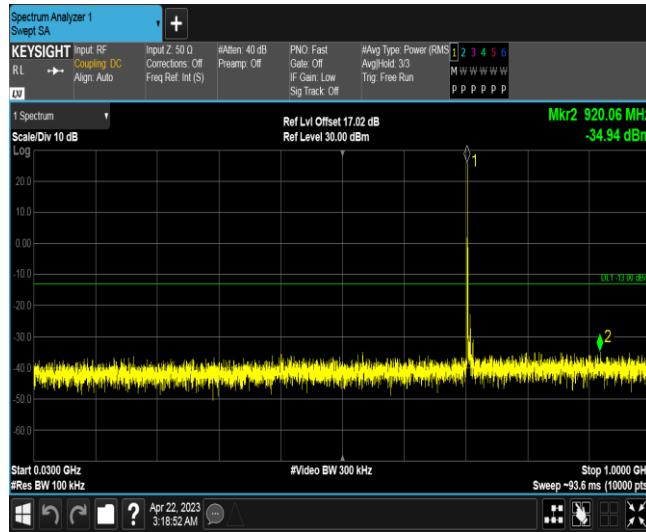 Spectrum Analyzer 1
Swept SA
+
KEYSIGHT
RL
LXI
Input: RF
Coupling: DC
Align: Auto
Input Z: 50 Ω
Corrections: Off
Freq Ref: Int (S)
#Atten: 40 dB
Preamp: Off
PNO: Fast
Gate: Off
IF Gain: Low
Sig Track: Off
#Avg Type: Power (RMS
Avg|Hold: 3/3
Trig: Free Run
1 2 3 4 5 6
M W W W W W
P P P P P P
1 Spectrum
Scale/Div 10 dB
Log
Ref Lvl Offset 17.02 dB
Ref Level 30.00 dBm
Mkr2 920.06 MHz
-34.94 dBm
1
20.0
10.0
0.00
-10.0
DL1 -13.00 dBm
-20.0
-30.0
2
-40.0
-50.0
-60.0
Start 0.0300 GHz
#Res BW 100 kHz
#Video BW 300 kHz
Stop 1.0000 GHz
Sweep ~93.6 ms (10000 pts
?
Apr 22, 2023
3:18:52 AM